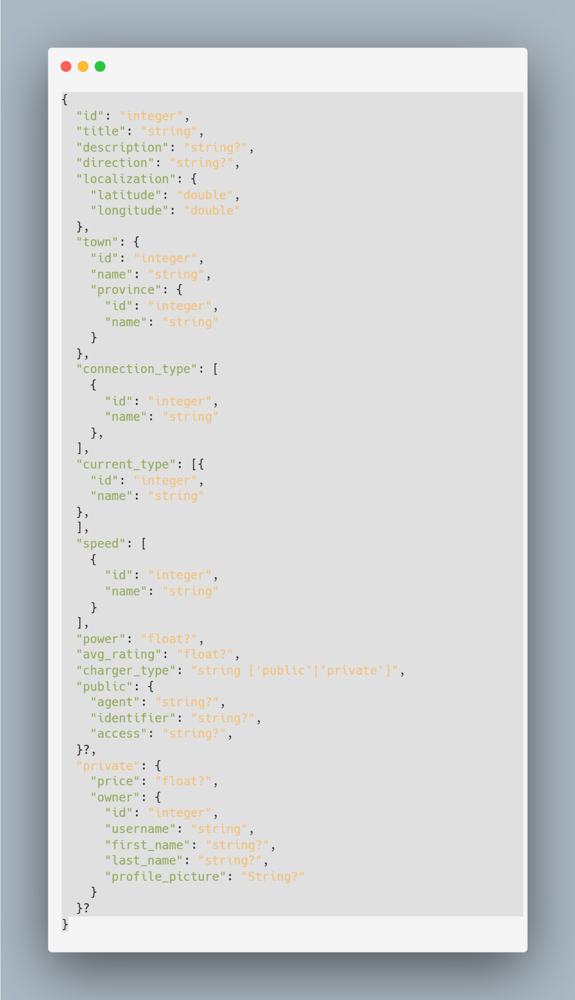 {
  "id": "integer",
  "title": "string",
  "description": "string?",
  "direction": "string?",
  "localization": {
    "latitude": "double",
    "longitude": "double"
  },
  "town": {
    "id": "integer",
    "name": "string",
    "province": {
      "id": "integer",
      "name": "string"
    }
  },
  "connection_type": [
    {
      "id": "integer",
      "name": "string"
    },
  ],
  "current_type": [{
    "id": "integer",
    "name": "string"
  },
  ],
  "speed": [
    {
      "id": "integer",
      "name": "string"
    }
  ],
  "power": "float?",
  "avg_rating": "float?",
  "charger_type": "string ['public'|'private']",
  "public": {
    "agent": "string?",
    "identifier": "string?",
    "access": "string?",
  }?,
  "private": {
    "price": "float?",
    "owner": {
      "id": "integer",
      "username": "string",
      "first_name": "string?",
      "last_name": "string?",
      "profile_picture": "String?"
    }
  }?
}